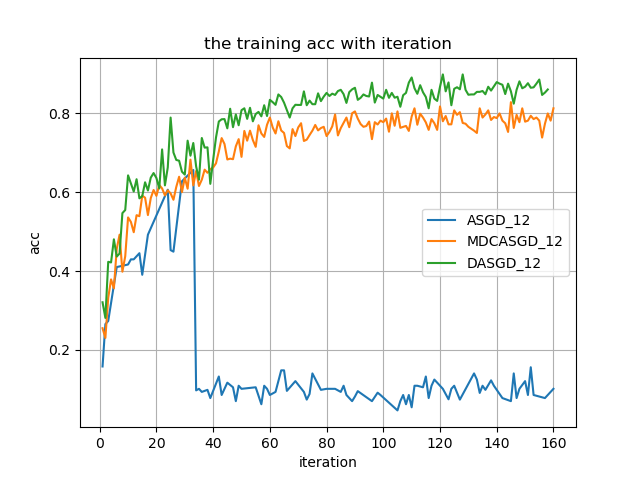 the training acc with iteration
acc
0.8
0.6
0.4
0.2
ASGD_12
MDCASGD_12
DASGD_12
0 20 40 60 80 100 120 140 160
iteration